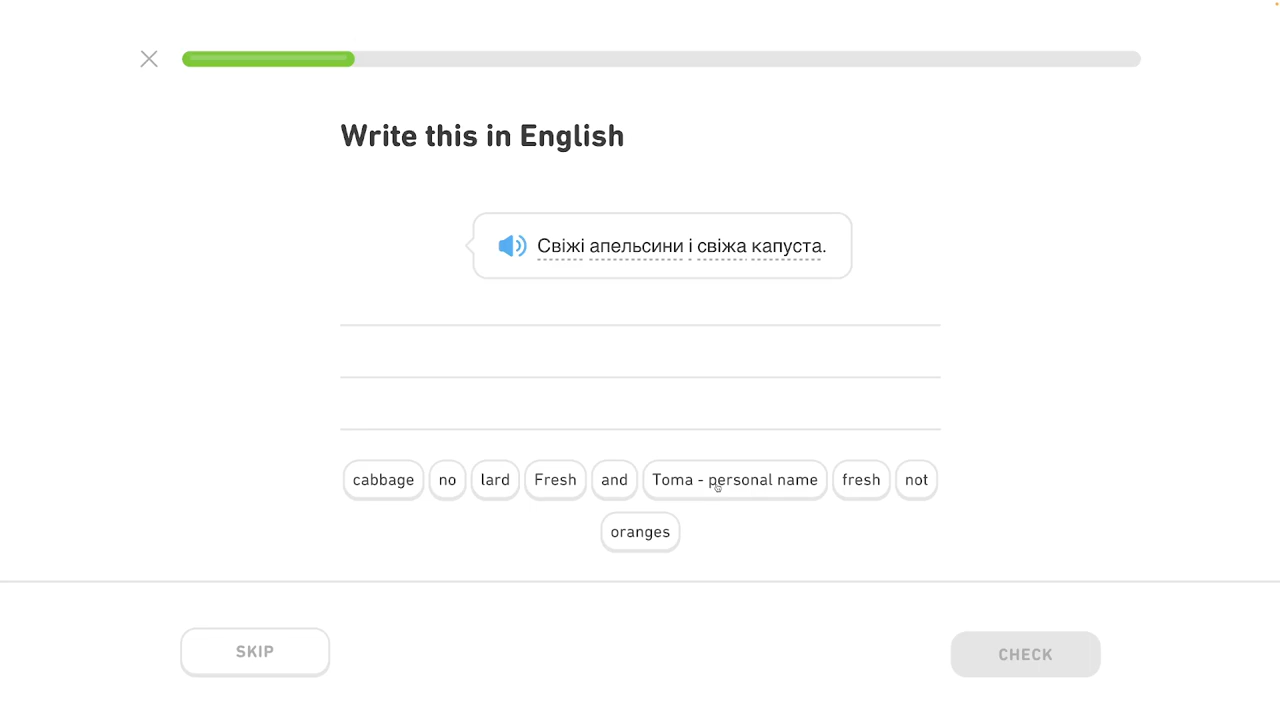 Write this in English
Свіжі апельсини і свіжа капуста.
cabbage no lard Fresh and Toma - personal name fresh not
oranges
SKIP CHECK